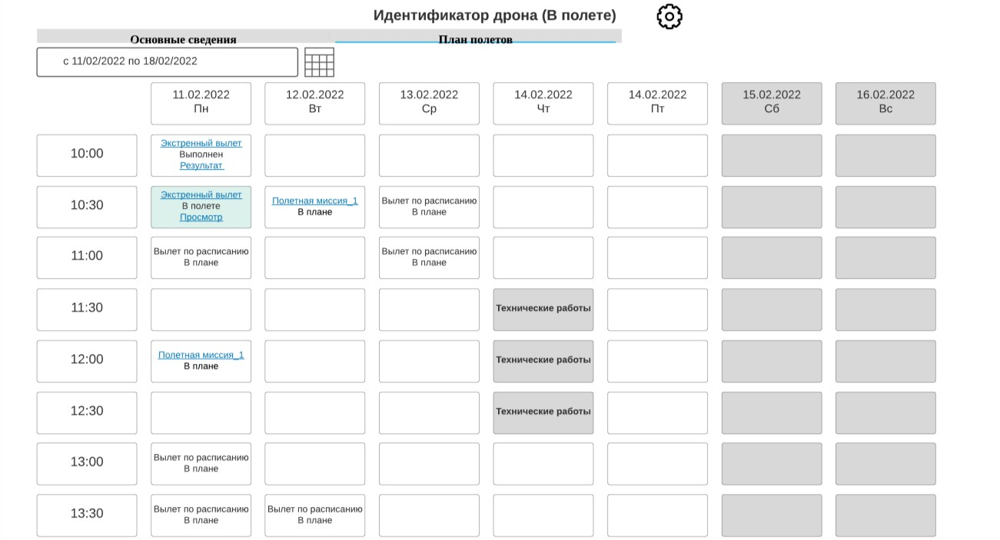 Идентификатор дрона (В полете)
Основные сведения
План полетов
с 11/02/2022 по 18/02/2022
11.02.2022
Пн
12.02.2022
Вт
13.02.2022
Ср
14.02.2022
Чт
14.02.2022
Пт
15.02.2022
Сб
16.02.2022
Вс
10:00
Экстренный вылет
Выполнен
Результат
10:30
Экстренный вылет
В полете
Просмотр
Полетная миссия_1
В плане
Вылет по расписанию
В плане
11:00
Вылет по расписанию
В плане
Вылет по расписанию
В плане
11:30
Технические работы
12:00
Полетная миссия_1
В плане
Технические работы
12:30
Технические работы
13:00
Вылет по расписанию
В плане
13:30
Вылет по расписанию
В плане
Вылет по расписанию
В плане